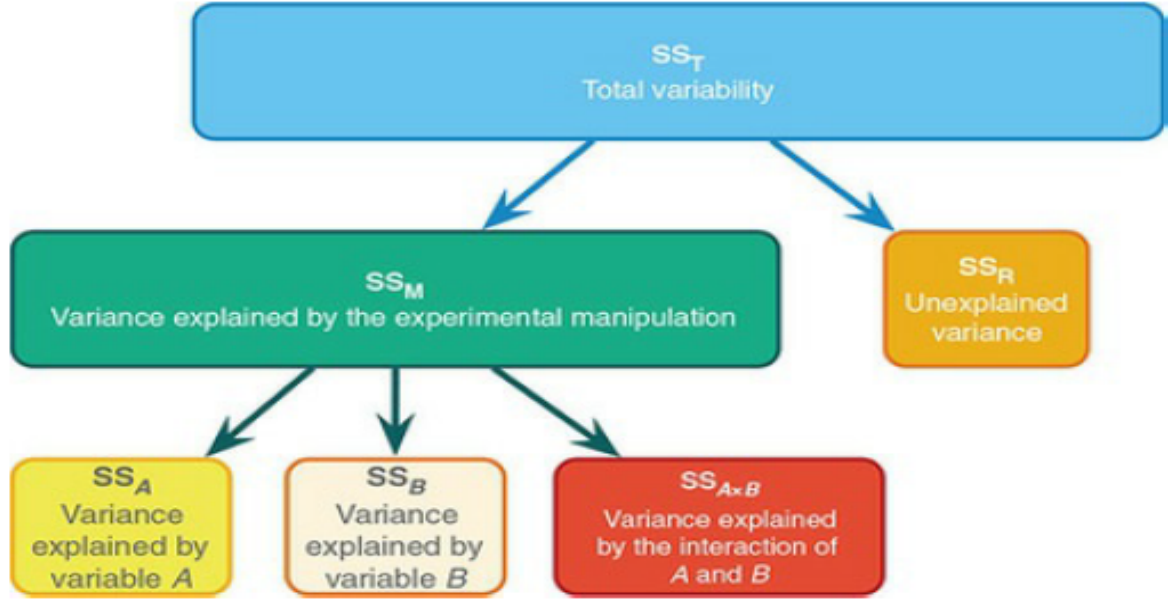 SS_T
Total variability
SS_M
Variance explained by the experimental manipulation
SS_R
Unexplained
variance
SS_A
Variance
explained by
variable A
SS_B
Variance
explained by
variable B
SS_A×B
Variance explained
by the interaction of
A and B